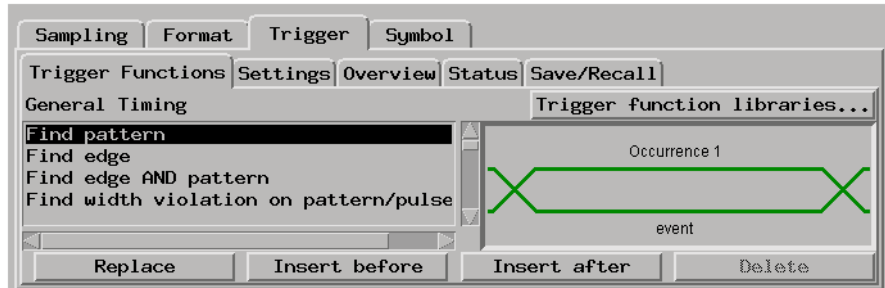 Sampling Format Trigger Symbol
Trigger Functions Settings Overview Status Save/Recall
General Timing Trigger function libraries...
Find pattern
Find edge
Find edge AND pattern
Find width violation on pattern/pulse
Occurrence 1
event
Replace Insert before Insert after Delete